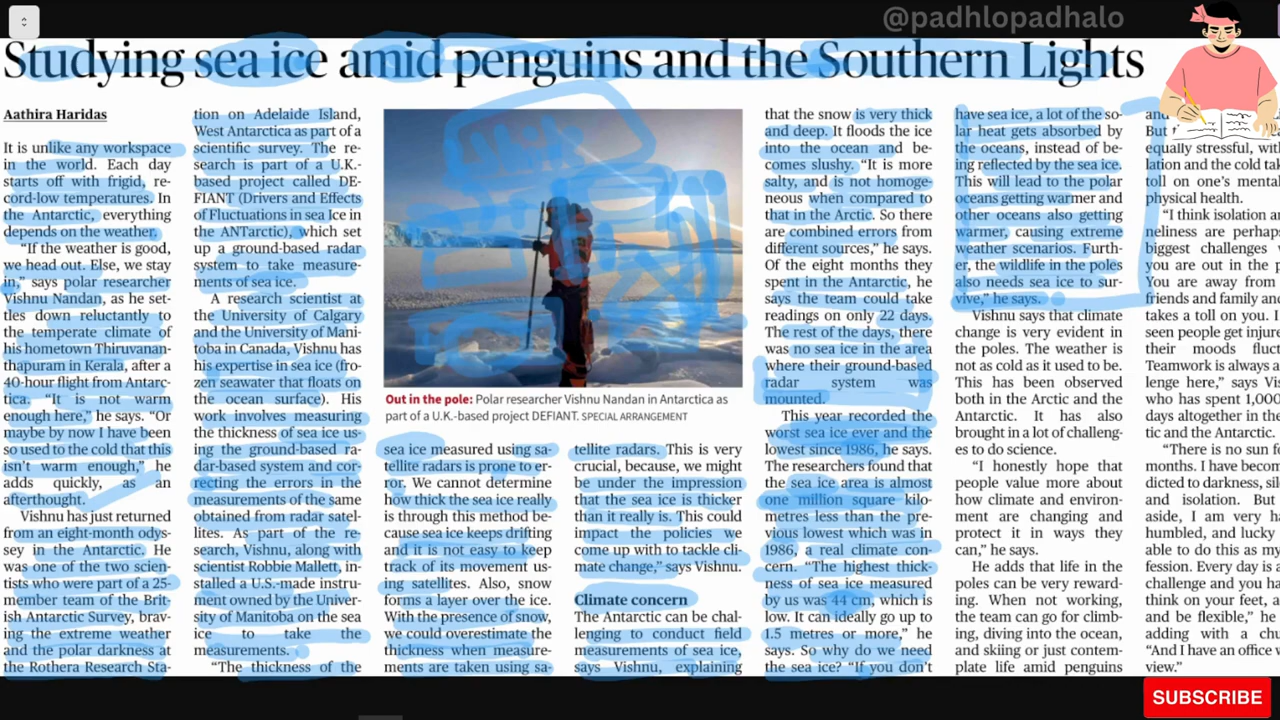 @padhlopadhalo
Studying sea ice amid penguins and the Southern Lights
Aathira Haridas
It is unlike any workspace
in the world. Each day
starts off with frigid, re-
cord-low temperatures. In
the Antarctic, everything
depends on the weather.
“If the weather is good,
we head out. Else, we stay
in,” says polar researcher
Vishnu Nandan, as he set-
tles down reluctantly to
the temperate climate of
his hometown Thiruvanan-
thapuram in Kerala, after a
40-hour flight from Antarc-
tica. “It is not warm
enough here,” he says. “Or
maybe by now I have been
so used to the cold that this
isn’t warm enough,” he
adds quickly, as an
afterthought.
Vishnu has just returned
from an eight-month odys-
sey in the Antarctic. He
was one of the two scien-
tists who were part of a 25-
member team of the Brit-
ish Antarctic Survey, brav-
ing the extreme weather
and the polar darkness at
the Rothera Research Sta-
tion on Adelaide Island,
West Antarctica as part of a
scientific survey. The re-
search is part of a U.K.-
based project called DE-
FIANT (Drivers and Effects
of Fluctuations in sea Ice in
the ANTarctic), which set
up a ground-based radar
system to take measure-
ments of sea ice.
A research scientist at
the University of Calgary
and the University of Mani-
toba in Canada, Vishnu has
his expertise in sea ice (fro-
zen seawater that floats on
the ocean surface). His
work involves measuring
the thickness of sea ice us-
ing the ground-based ra-
dar-based system and cor-
recting the errors in the
measurements of the same
obtained from radar satel-
lites. As part of the re-
search, Vishnu, along with
scientist Robbie Mallett, in-
stalled a U.S.-made instru-
ment owned by the Univer-
sity of Manitoba on the sea
ice to take the
measurements.
“The thickness of the
Out in the pole: Polar researcher Vishnu Nandan in Antarctica as
part of a U.K.-based project DEFIANT. SPECIAL ARRANGEMENT
sea ice measured using sa-
tellite radars is prone to er-
ror. We cannot determine
how thick the sea ice really
is through this method be-
cause sea ice keeps drifting
and it is not easy to keep
track of its movement us-
ing satellites. Also, snow
forms a layer over the ice.
With the presence of snow,
we could overestimate the
thickness when measure-
ments are taken using sa-
tellite radars. This is very
crucial, because, we might
be under the impression
that the sea ice is thicker
than it really is. This could
impact the policies we
come up with to tackle cli-
mate change,” says Vishnu.
Climate concern
The Antarctic can be chal-
lenging to conduct field
measurements of sea ice,
says Vishnu, explaining
that the snow is very thick
and deep. It floods the ice
into the ocean and be-
comes slushy. “It is more
salty, and is not homoge-
neous when compared to
that in the Arctic. So there
are combined errors from
different sources,” he says.
Of the eight months they
spent in the Antarctic, he
says the team could take
readings on only 22 days.
The rest of the days, there
was no sea ice in the area
where their ground-based
radar system was
mounted.
This year recorded the
worst sea ice ever and the
lowest since 1986, he says.
The researchers found that
the sea ice area is almost
one million square kilo-
metres less than the pre-
vious lowest which was in
1986, a real climate con-
cern. “The highest thick-
ness of sea ice measured
by us was 44 cm, which is
low. It can ideally go up to
1.5 metres or more,” he
says. So why do we need
the sea ice? “If you don’t
have sea ice, a lot of the so-
lar heat gets absorbed by
the oceans, instead of be-
ing reflected by the sea ice.
This will lead to the polar
oceans getting warmer and
other oceans also getting
warmer, causing extreme
weather scenarios. Furth-
er, the wildlife in the poles
also needs sea ice to sur-
vive,” he says.
Vishnu says that climate
change is very evident in
the poles. The weather is
not as cold as it used to be.
This has been observed
both in the Arctic and the
Antarctic. It has also
brought in a lot of challeng-
es to do science.
“I honestly hope that
people value more about
how climate and environ-
ment are changing and
protect it in ways they
can,” he says.
He adds that life in the
poles can be very reward-
ing. When not working,
the team can go for climb-
ing, diving into the ocean,
and skiing or just contem-
plate life amid penguins
and
But
equally stressful, with
lation and the cold tak
toll on one’s mental
physical health.
“I think isolation a
neliness are perhaps
biggest challenges
you are out in the p
You are away from
friends and family and
takes a toll on you. I
seen people get injur
their moods fluct
Teamwork is always a
lenge here,” says Vis
who has spent 1,000
days altogether in the
tic and the Antarctic.
“There is no sun f
months. I have becom
dicted to darkness, sile
and isolation. But
aside, I am very ha
humbled, and lucky
able to do this as my
fession. Every day is a
challenge and you ha
think on your feet, a
and be flexible,” he
adding with a chu
“And I have an office w
view.”
SUBSCRIBE